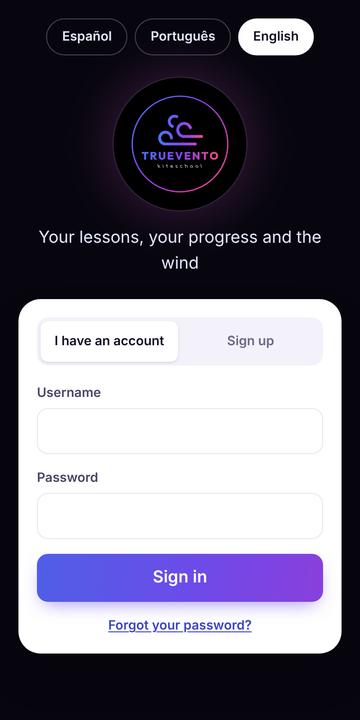 Español
Português
English
TRUEVENTO
kiteschool
Your lessons, your progress and the
wind
I have an account
Sign up
Username
Password
Sign in
Forgot your password?